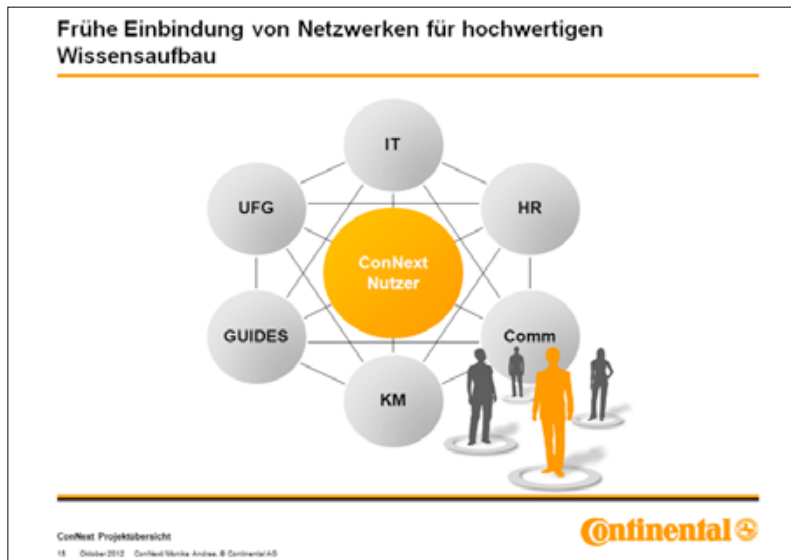 Frühe Einbindung von Netzwerken für hochwertigen
Wissensaufbau
IT
UFG
HR
ConNext
Nutzer
GUIDES
Comm
KM
ConNext Projektübersicht
15 Oktober 2012 ConNext/Monika Andrae, © Continental AG
Continental